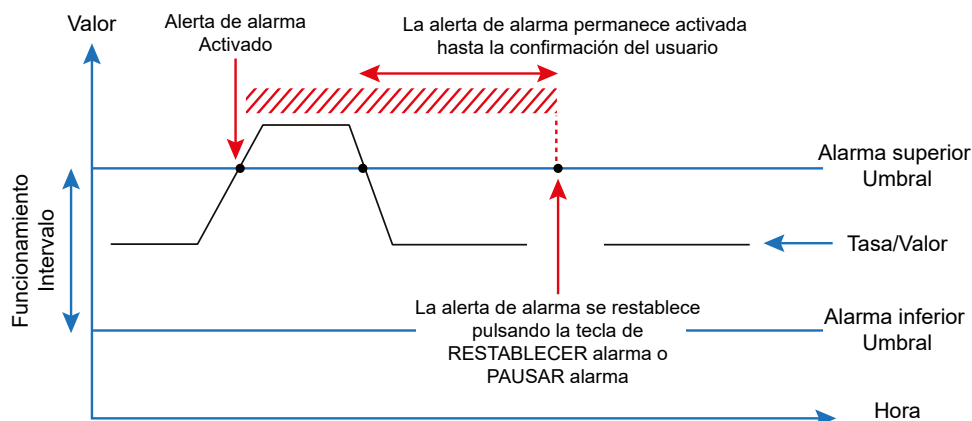 Valor
Alerta de alarma
Activado
La alerta de alarma permanece activada
hasta la confirmación del usuario
Alarma superior
Umbral
Funcionamiento
Intervalo
Tasa/Valor
La alerta de alarma se restablece
pulsando la tecla de
RESTABLECER alarma o
PAUSAR alarma
Alarma inferior
Umbral
Hora